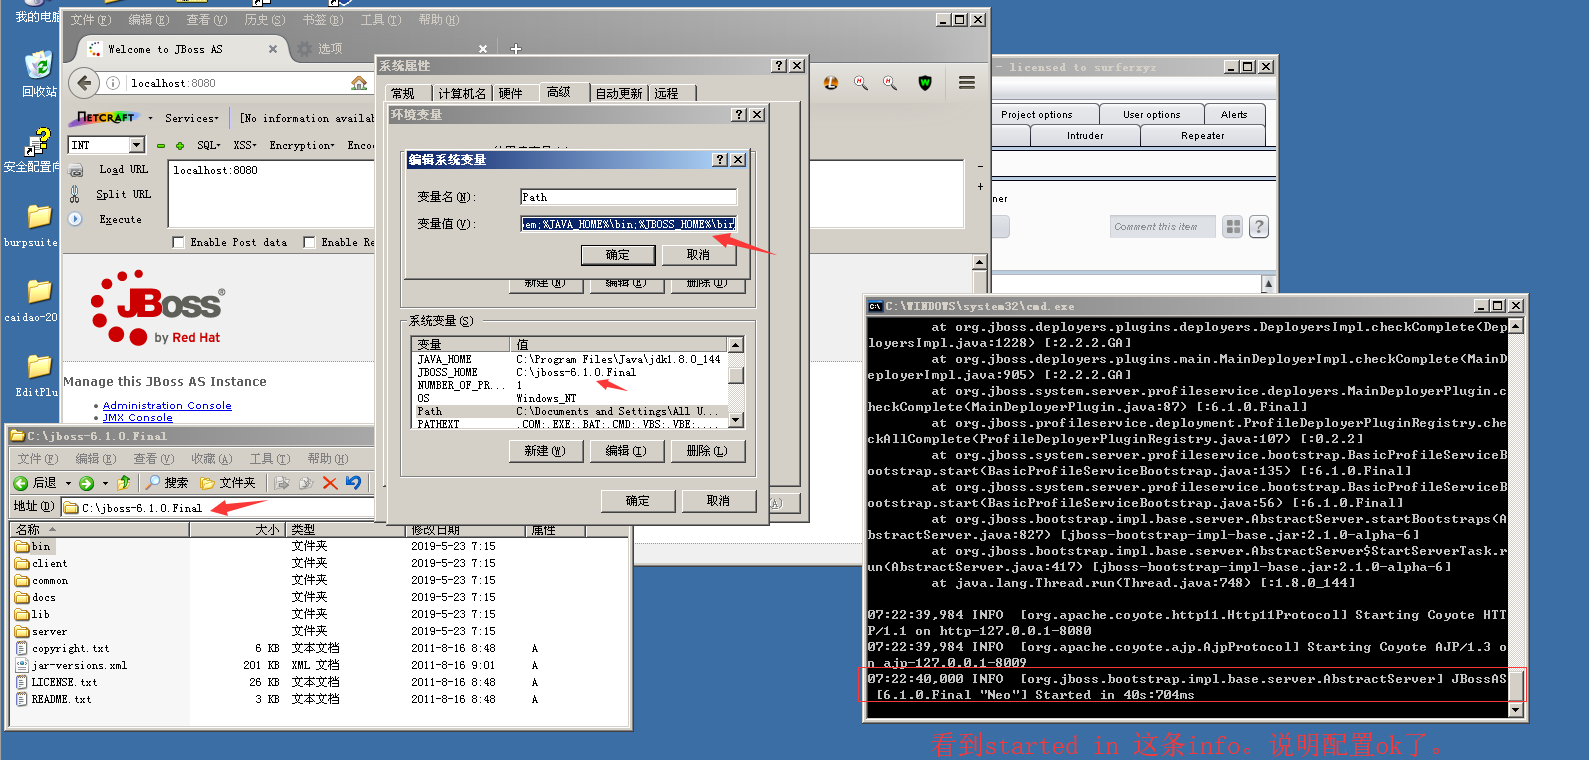 我的电脑
回收站
安全配置向
burpsuite
caidao-20
EditPlu
文件(F) 编辑(E) 查看(V) 历史(S) 书签(B) 工具(T) 帮助(H)
Welcome to JBoss AS
选项
localhost:8080
NETCRAFT Services
[No information availab
INT
SQL XSS Encryption Enco
Load URL
localhost:8080
Split URL
Execute
Enable Post data Enable Re
JBoss
by Red Hat
Manage this JBoss AS Instance
Administration Console
JMX Console
系统属性
常规 计算机名 硬件 高级 自动更新 远程
环境变量
编辑系统变量
变量名(N): Path
变量值(V): em;%JAVA_HOME%\bin;%JBOSS_HOME%\bin
确定 取消
新建(N) 编辑(E) 删除(D)
系统变量(S)
变量 值
JAVA_HOME C:\Program Files\Java\jdk1.8.0_144
JBOSS_HOME C:\jboss-6.1.0.Final
NUMBER_OF_PR... 1
OS Windows_NT
Path C:\Documents and Settings\All U...
PATHEXT .COM;.EXE;.BAT;.CMD;.VBS;.VBE;...
新建(W) 编辑(I) 删除(L)
确定 取消
(A)
- licensed to surferxyz
Project options User options Alerts
Intruder Repeater
ner
Comment this item
?
C:\jboss-6.1.0.Final
文件(F) 编辑(E) 查看(V) 收藏(A) 工具(T) 帮助(H)
后退 搜索 文件夹
地址(D) C:\jboss-6.1.0.Final
名称 大小 类型 修改日期 属性
bin 文件夹 2019-5-23 7:15
client 文件夹 2019-5-23 7:15
common 文件夹 2019-5-23 7:15
docs 文件夹 2019-5-23 7:15
lib 文件夹 2019-5-23 7:15
server 文件夹 2019-5-23 7:15
copyright.txt 6 KB 文本文档 2011-8-16 8:48 A
jar-versions.xml 201 KB XML 文档 2011-8-16 9:01 A
LICENSE.txt 26 KB 文本文档 2011-8-16 8:48 A
README.txt 3 KB 文本文档 2011-8-16 8:48 A
C:\WINDOWS\system32\cmd.exe
at org.jboss.deployers.plugins.deployers.DeployersImpl.checkComplete(Dep
loyersImpl.java:1228) [:2.2.2.GA]
at org.jboss.deployers.plugins.main.MainDeployerImpl.checkComplete(MainD
eployerImpl.java:905) [:2.2.2.GA]
at org.jboss.system.server.profileservice.deployers.MainDeployerPlugin.c
heckComplete(MainDeployerPlugin.java:87) [:6.1.0.Final]
at org.jboss.profileservice.deployment.ProfileDeployerPluginRegistry.che
ckAllComplete(ProfileDeployerPluginRegistry.java:107) [:0.2.2]
at org.jboss.system.server.profileservice.bootstrap.BasicProfileServiceB
ootstrap.start(BasicProfileServiceBootstrap.java:135) [:6.1.0.Final]
at org.jboss.system.server.profileservice.bootstrap.BasicProfileServiceB
ootstrap.start(BasicProfileServiceBootstrap.java:56) [:6.1.0.Final]
at org.jboss.bootstrap.impl.base.server.AbstractServer.startBootstraps(A
bstractServer.java:827) [jboss-bootstrap-impl-base.jar:2.1.0-alpha-6]
at org.jboss.bootstrap.impl.base.server.AbstractServer$StartServerTask.r
un(AbstractServer.java:417) [jboss-bootstrap-impl-base.jar:2.1.0-alpha-6]
at java.lang.Thread.run(Thread.java:748) [:1.8.0_144]
07:22:39,984 INFO [org.apache.coyote.http11.Http11Protocol] Starting Coyote HTT
P/1.1 on http-127.0.0.1-8080
07:22:39,984 INFO [org.apache.coyote.ajp.AjpProtocol] Starting Coyote AJP/1.3 o
n ajp-127.0.0.1-8009
07:22:40,000 INFO [org.jboss.bootstrap.impl.base.server.AbstractServer] JBossAS
[6.1.0.Final "Neo"] Started in 40s:704ms
看到started in 这条info。说明配置ok了。